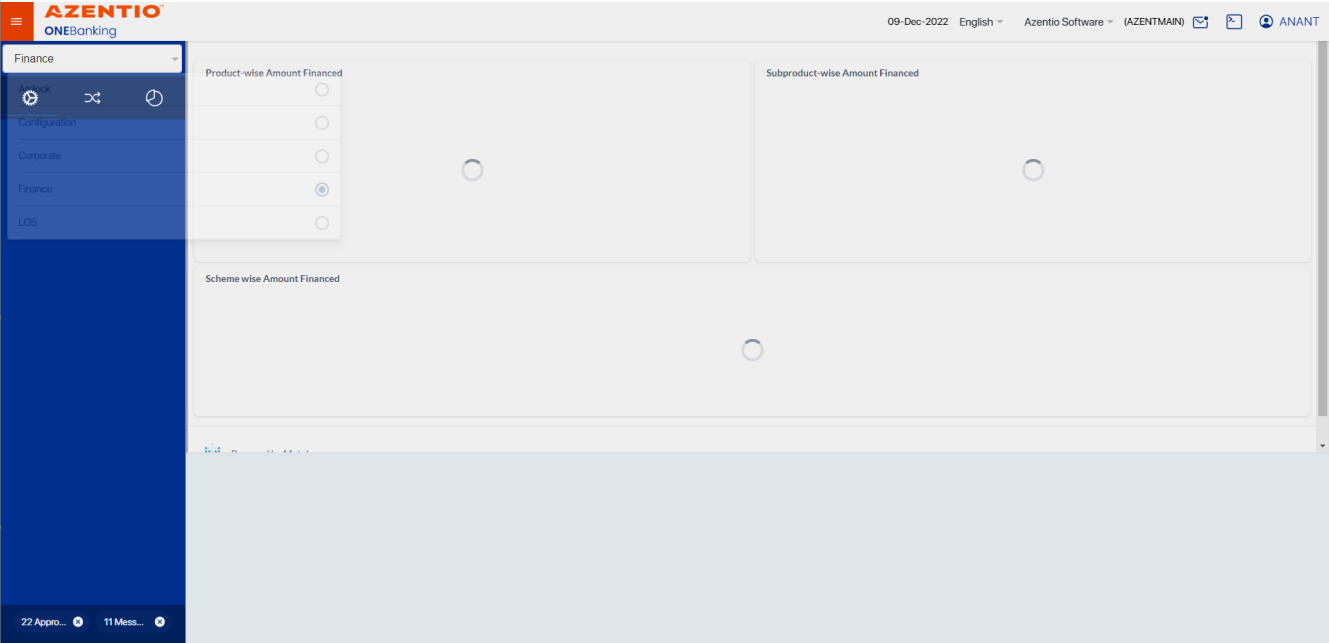 AZENTIO
ONEBanking
09-Dec-2022 English Azentio Software (AZENTMAIN) ANANT
Finance
Product-wise Amount Financed
Subproduct-wise Amount Financed
Configuration
Corporate
Finance
LOS
Scheme wise Amount Financed
22 Appro...
11 Mess...